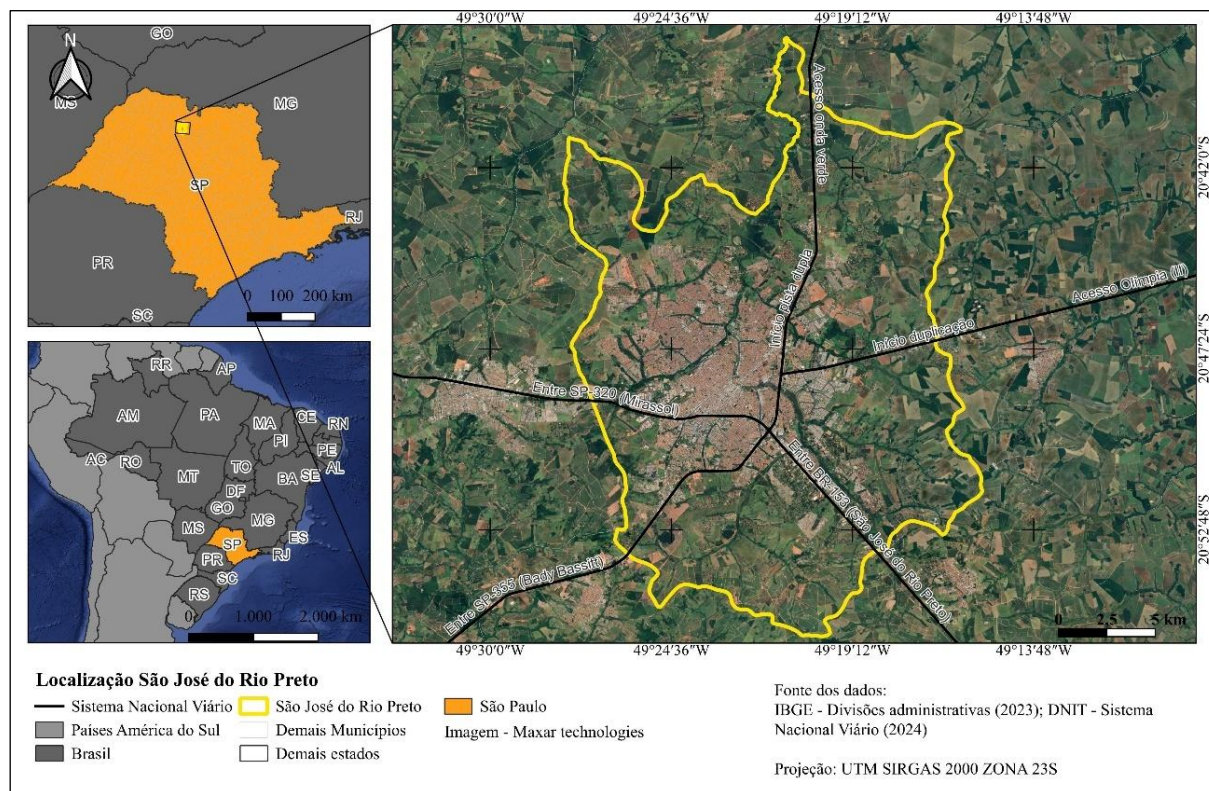 GO
N
MS
MG
SP
RJ
PR
SC
0 100 200 km
RR
AP
AM
PA
MA
CE
RN
PI
PE
AC
RO
TO
AL
MT
BA
SE
DF
GO
MS
MG
ES
SP
RJ
PR
SC
RS
0 1.000 2.000 km
49°30'0"W 49°24'36"W 49°19'12"W 49°13'48"W
Acesso onda verde
20°42'0"S
Início pista dupla
Acesso Olimpia (II)
Início duplicação
20°47'24"S
Entre SP-320 (Mirassol)
Entre BR-153 (São José do Rio Preto)
20°52'48"S
Entre SP-355 (Bady Bassitt)
0 2,5 5 km
49°30'0"W 49°24'36"W 49°19'12"W 49°13'48"W
Localização São José do Rio Preto
Sistema Nacional Viário
São José do Rio Preto
São Paulo
Países América do Sul
Demais Municípios
Imagem - Maxar technologies
Brasil
Demais estados
Fonte dos dados:
IBGE - Divisões administrativas (2023); DNIT - Sistema
Nacional Viário (2024)
Projeção: UTM SIRGAS 2000 ZONA 23S